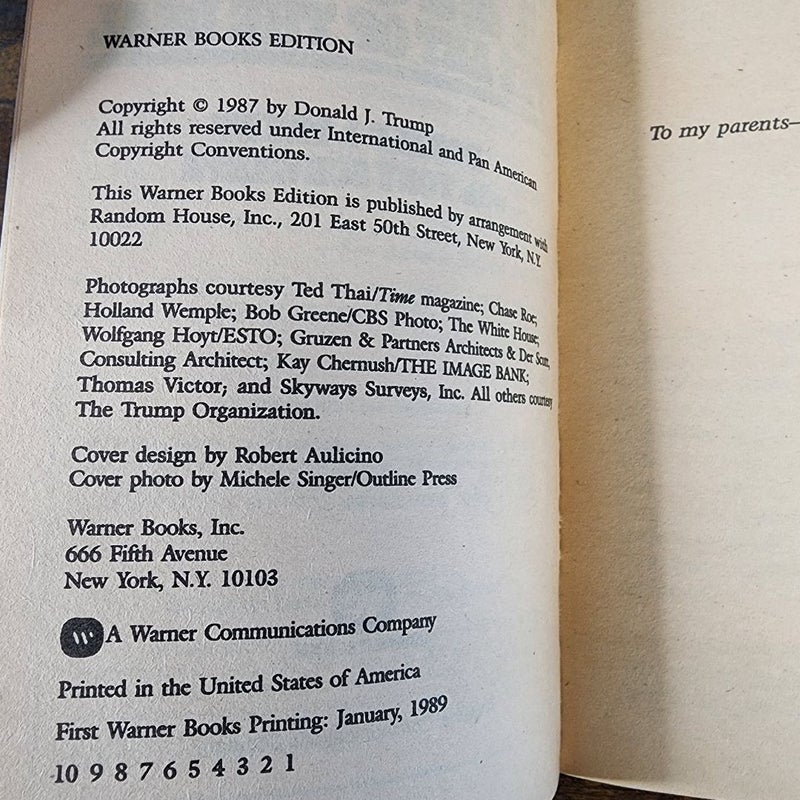 WARNER BOOKS EDITION
Copyright © 1987 by Donald J. Trump
All rights reserved under International and Pan American
Copyright Conventions.
This Warner Books Edition is published by arrangement with
Random House, Inc., 201 East 50th Street, New York, N.Y.
10022
Photographs courtesy Ted Thai/Time magazine; Chase Roe;
Holland Wemple; Bob Greene/CBS Photo; The White House;
Wolfgang Hoyt/ESTO; Gruzen & Partners Architects & Der Scutt,
Consulting Architect; Kay Chernush/THE IMAGE BANK;
Thomas Victor; and Skyways Surveys, Inc. All others courtesy
The Trump Organization.
Cover design by Robert Aulicino
Cover photo by Michele Singer/Outline Press
Warner Books, Inc.
666 Fifth Avenue
New York, N.Y. 10103
A Warner Communications Company
Printed in the United States of America
First Warner Books Printing: January, 1989
10 9 8 7 6 5 4 3 2 1
To my parents—